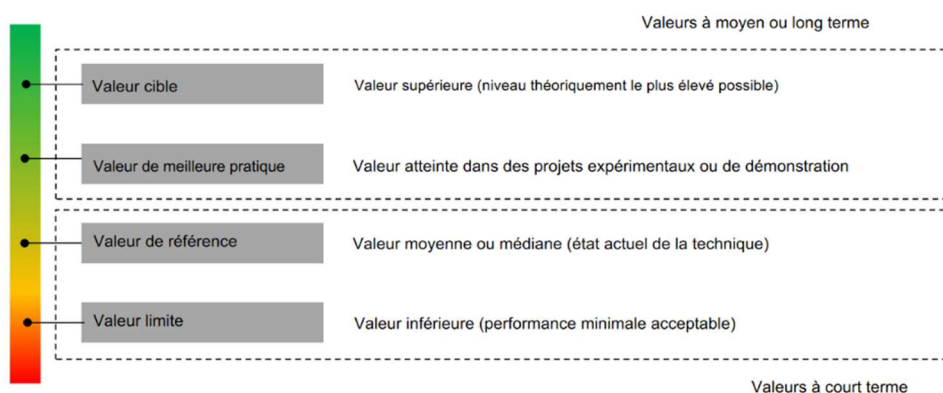 Valeurs à moyen ou long terme
Valeur cible
Valeur supérieure (niveau théoriquement le plus élevé possible)
Valeur de meilleure pratique
Valeur atteinte dans des projets expérimentaux ou de démonstration
Valeur de référence
Valeur moyenne ou médiane (état actuel de la technique)
Valeur limite
Valeur inférieure (performance minimale acceptable)
Valeurs à court terme